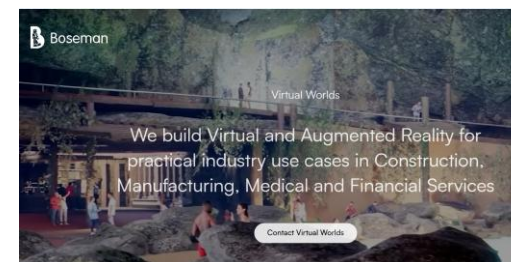 Boseman
Virtual Worlds
We build Virtual and Augmented Reality for
practical industry use cases in Construction,
Manufacturing, Medical and Financial Services
Contact Virtual Worlds